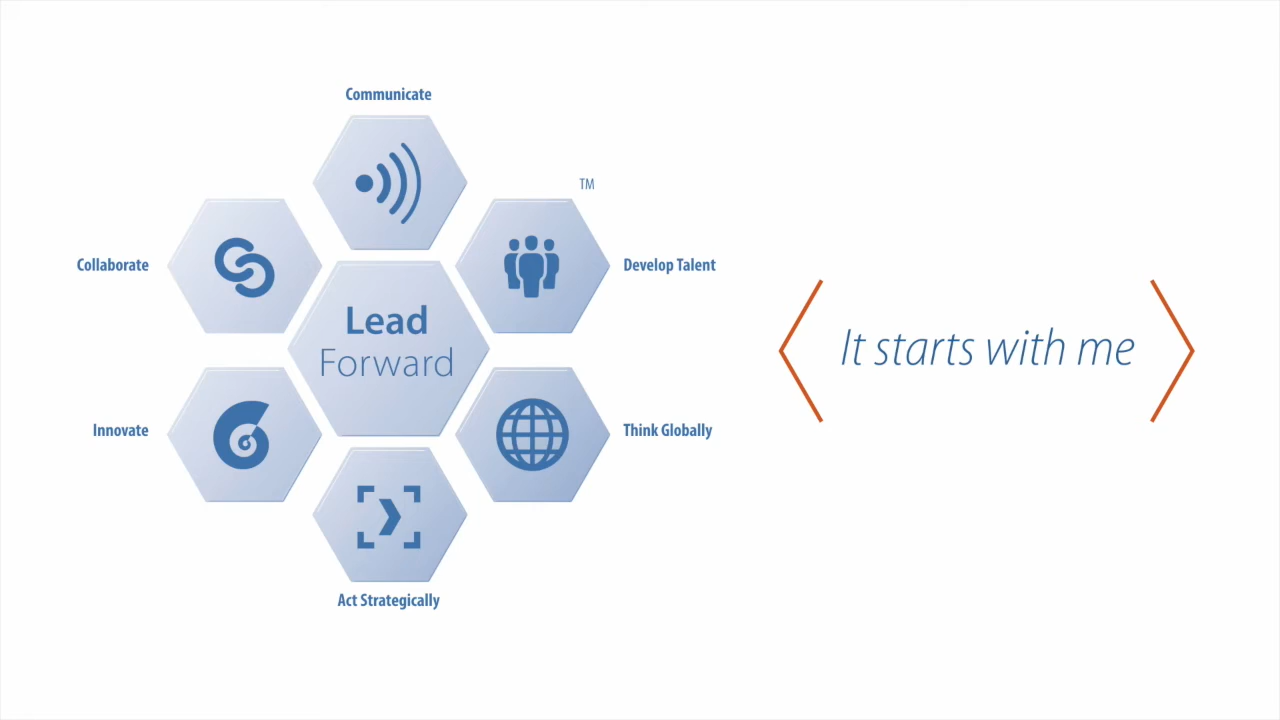 Communicate
TM
Collaborate
Develop Talent
Lead
Forward
It starts with me
Innovate
Think Globally
Act Strategically